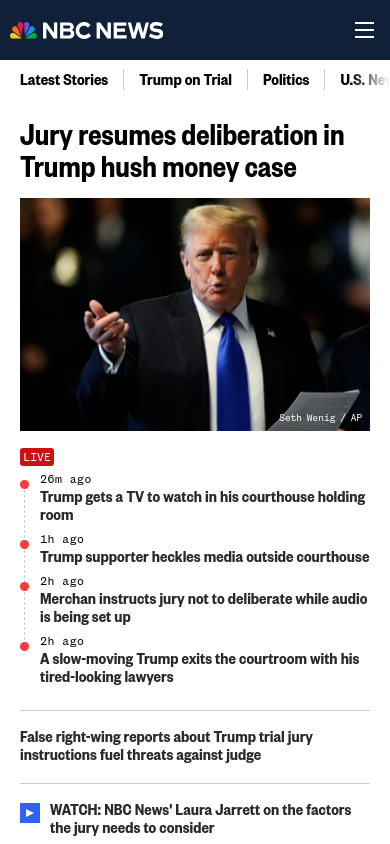 NBC NEWS
Latest Stories
Trump on Trial
Politics
U.S.
Jury resumes deliberation in
Trump hush money case
Seth Wenig / AP
LIVE
26m ago
Trump gets a TV to watch in his courthouse holding
room
1h ago
Trump supporter heckles media outside courthouse
2h ago
Merchan instructs jury not to deliberate while audio
is being set up
2h ago
A slow-moving Trump exits the courtroom with his
tired-looking lawyers
False right-wing reports about Trump trial jury
instructions fuel threats against judge
WATCH: NBC News' Laura Jarrett on the factors
the jury needs to consider